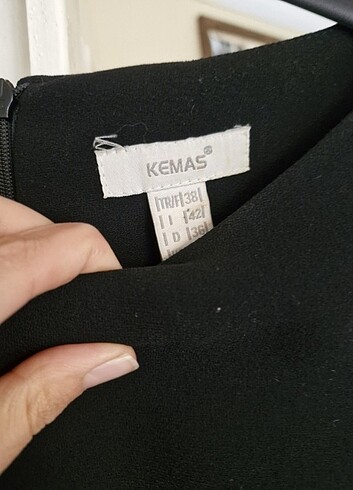 KEMAS®
TR/F 38
I 42
D 36